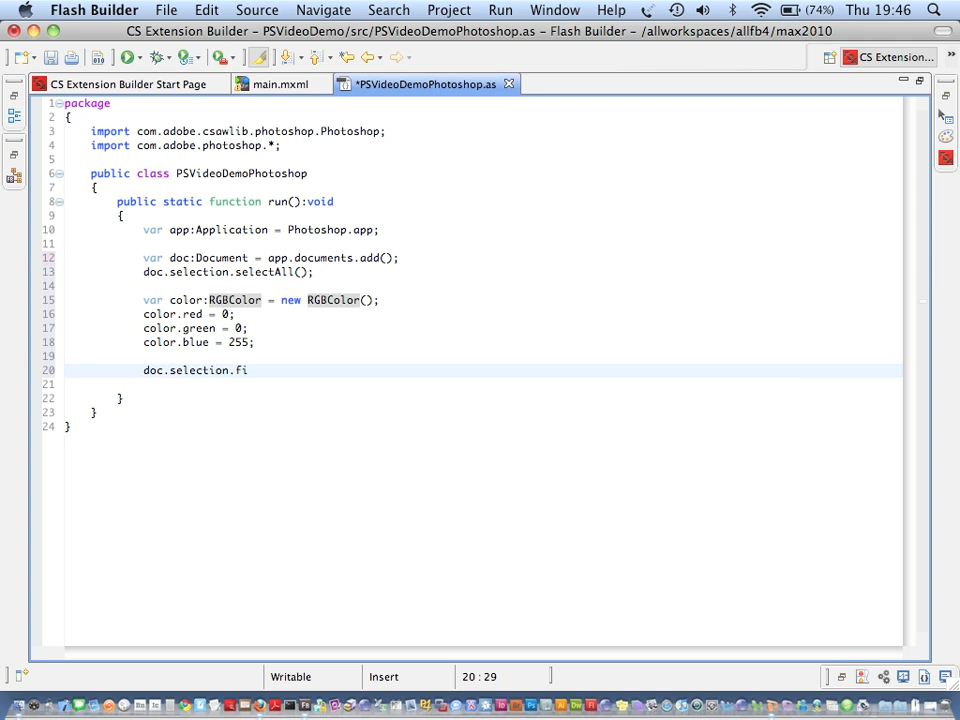 Flash Builder File Edit Source Navigate Search Project Run Window Help (74%) Thu 19:46
CS Extension Builder - PSVideoDemo/src/PSVideoDemoPhotoshop.as - Flash Builder - /allworkspaces/allfb4/max2010
CS Extension... »
CS Extension Builder Start Page main.mxml *PSVideoDemoPhotoshop.as
1 package
2 {
3 import com.adobe.csawlib.photoshop.Photoshop;
4 import com.adobe.photoshop.*;
5
6 public class PSVideoDemoPhotoshop
7 {
8 public static function run():void
9 {
10 var app:Application = Photoshop.app;
11
12 var doc:Document = app.documents.add();
13 doc.selection.selectAll();
14
15 var color:RGBColor = new RGBColor();
16 color.red = 0;
17 color.green = 0;
18 color.blue = 255;
19
20 doc.selection.fi
21
22 }
23 }
24 }
Writable Insert 20 : 29